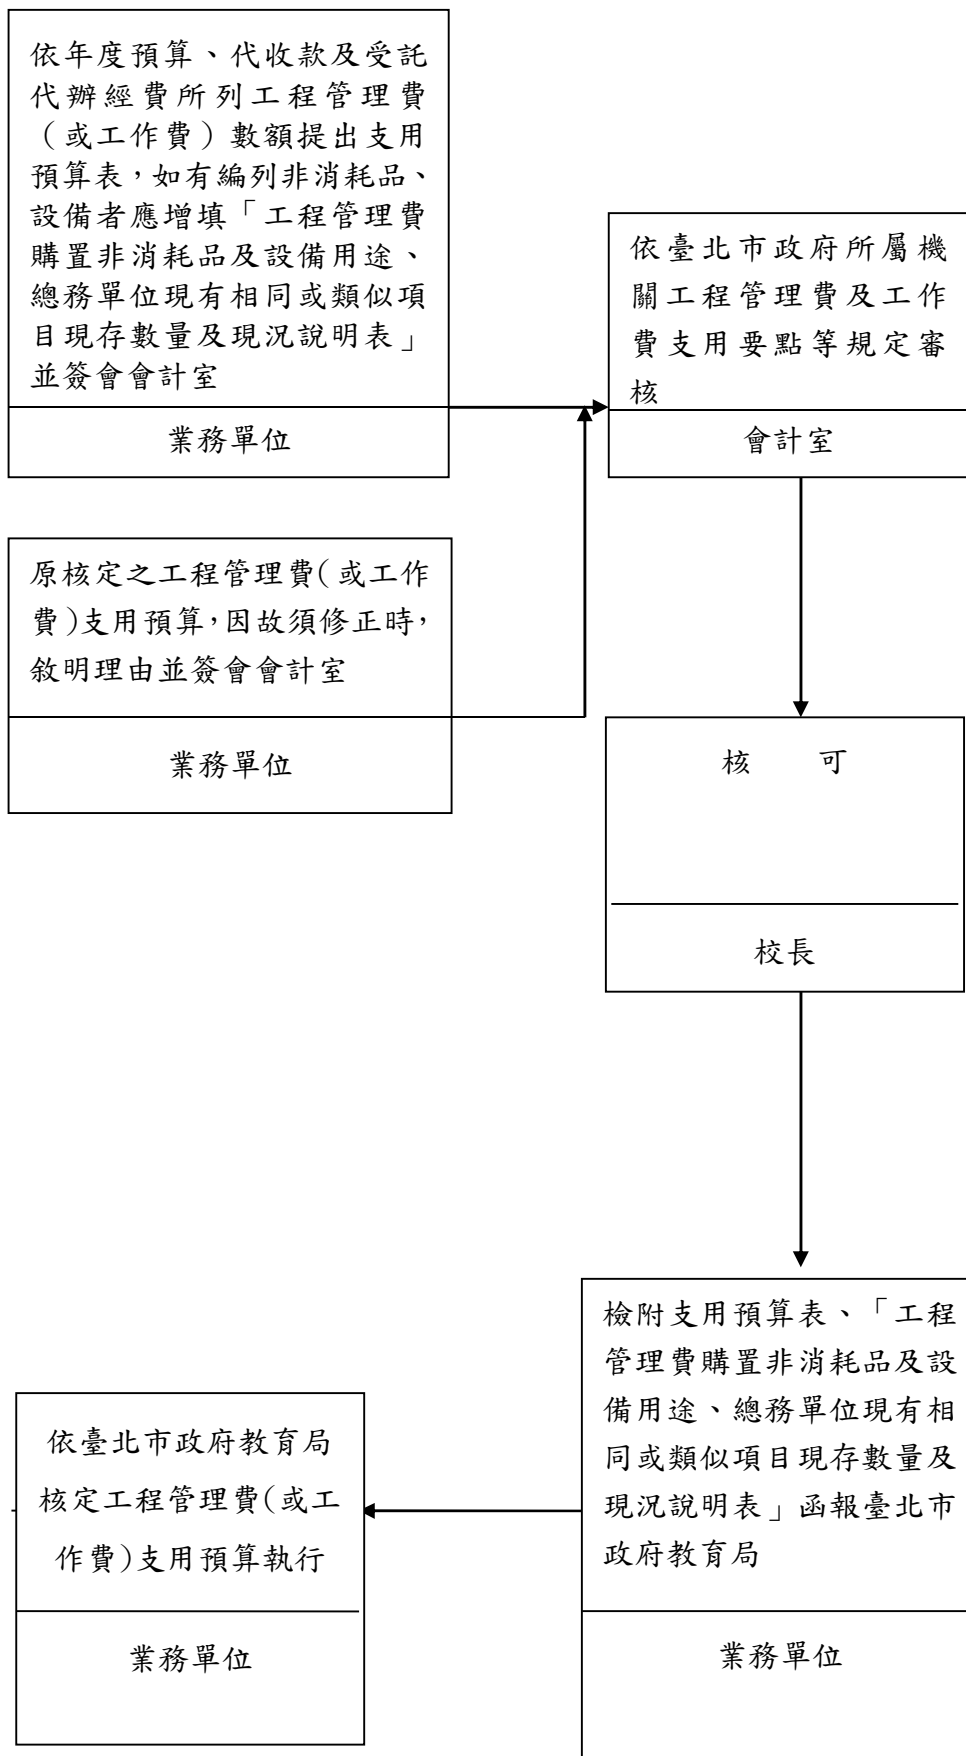 依年度預算、代收款及受託
代辦經費所列工程管理費
（或工作費）數額提出支用
預算表，如有編列非消耗品、
設備者應增填「工程管理費
購置非消耗品及設備用途、
總務單位現有相同或類似項
目現存數量及現況說明表」
並簽會會計室
業務單位
依臺北市政府所屬機
關工程管理費及工作
費支用要點等規定審
核
會計室
原核定之工程管理費(或工作
費)支用預算，因故須修正時，
敘明理由並簽會會計室
業務單位
核　　可
校長
檢附支用預算表、「工程
管理費購置非消耗品及設
備用途、總務單位現有相
同或類似項目現存數量及
現況說明表」函報臺北市
政府教育局
業務單位
依臺北市政府教育局
核定工程管理費(或工
作費)支用預算執行
業務單位